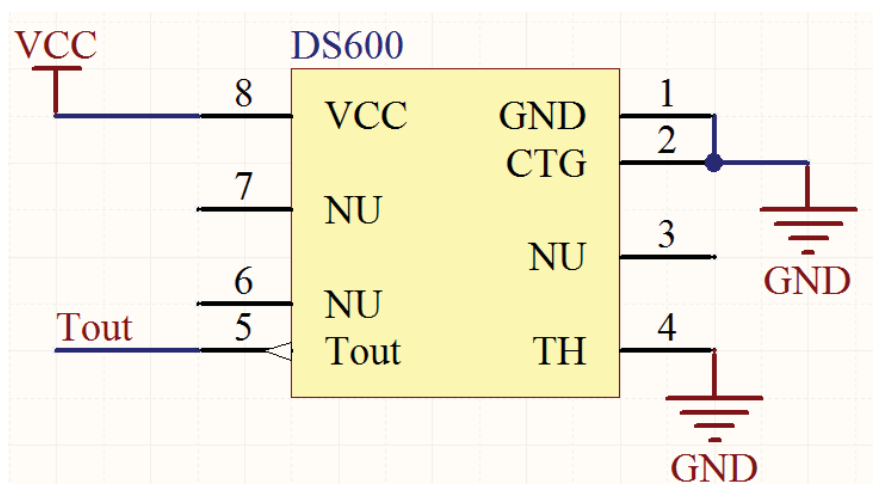 VCC
DS600
8
VCC
GND
1
CTG
2
7
NU
NU
3
GND
6
NU
Tout
5
Tout
TH
4
GND